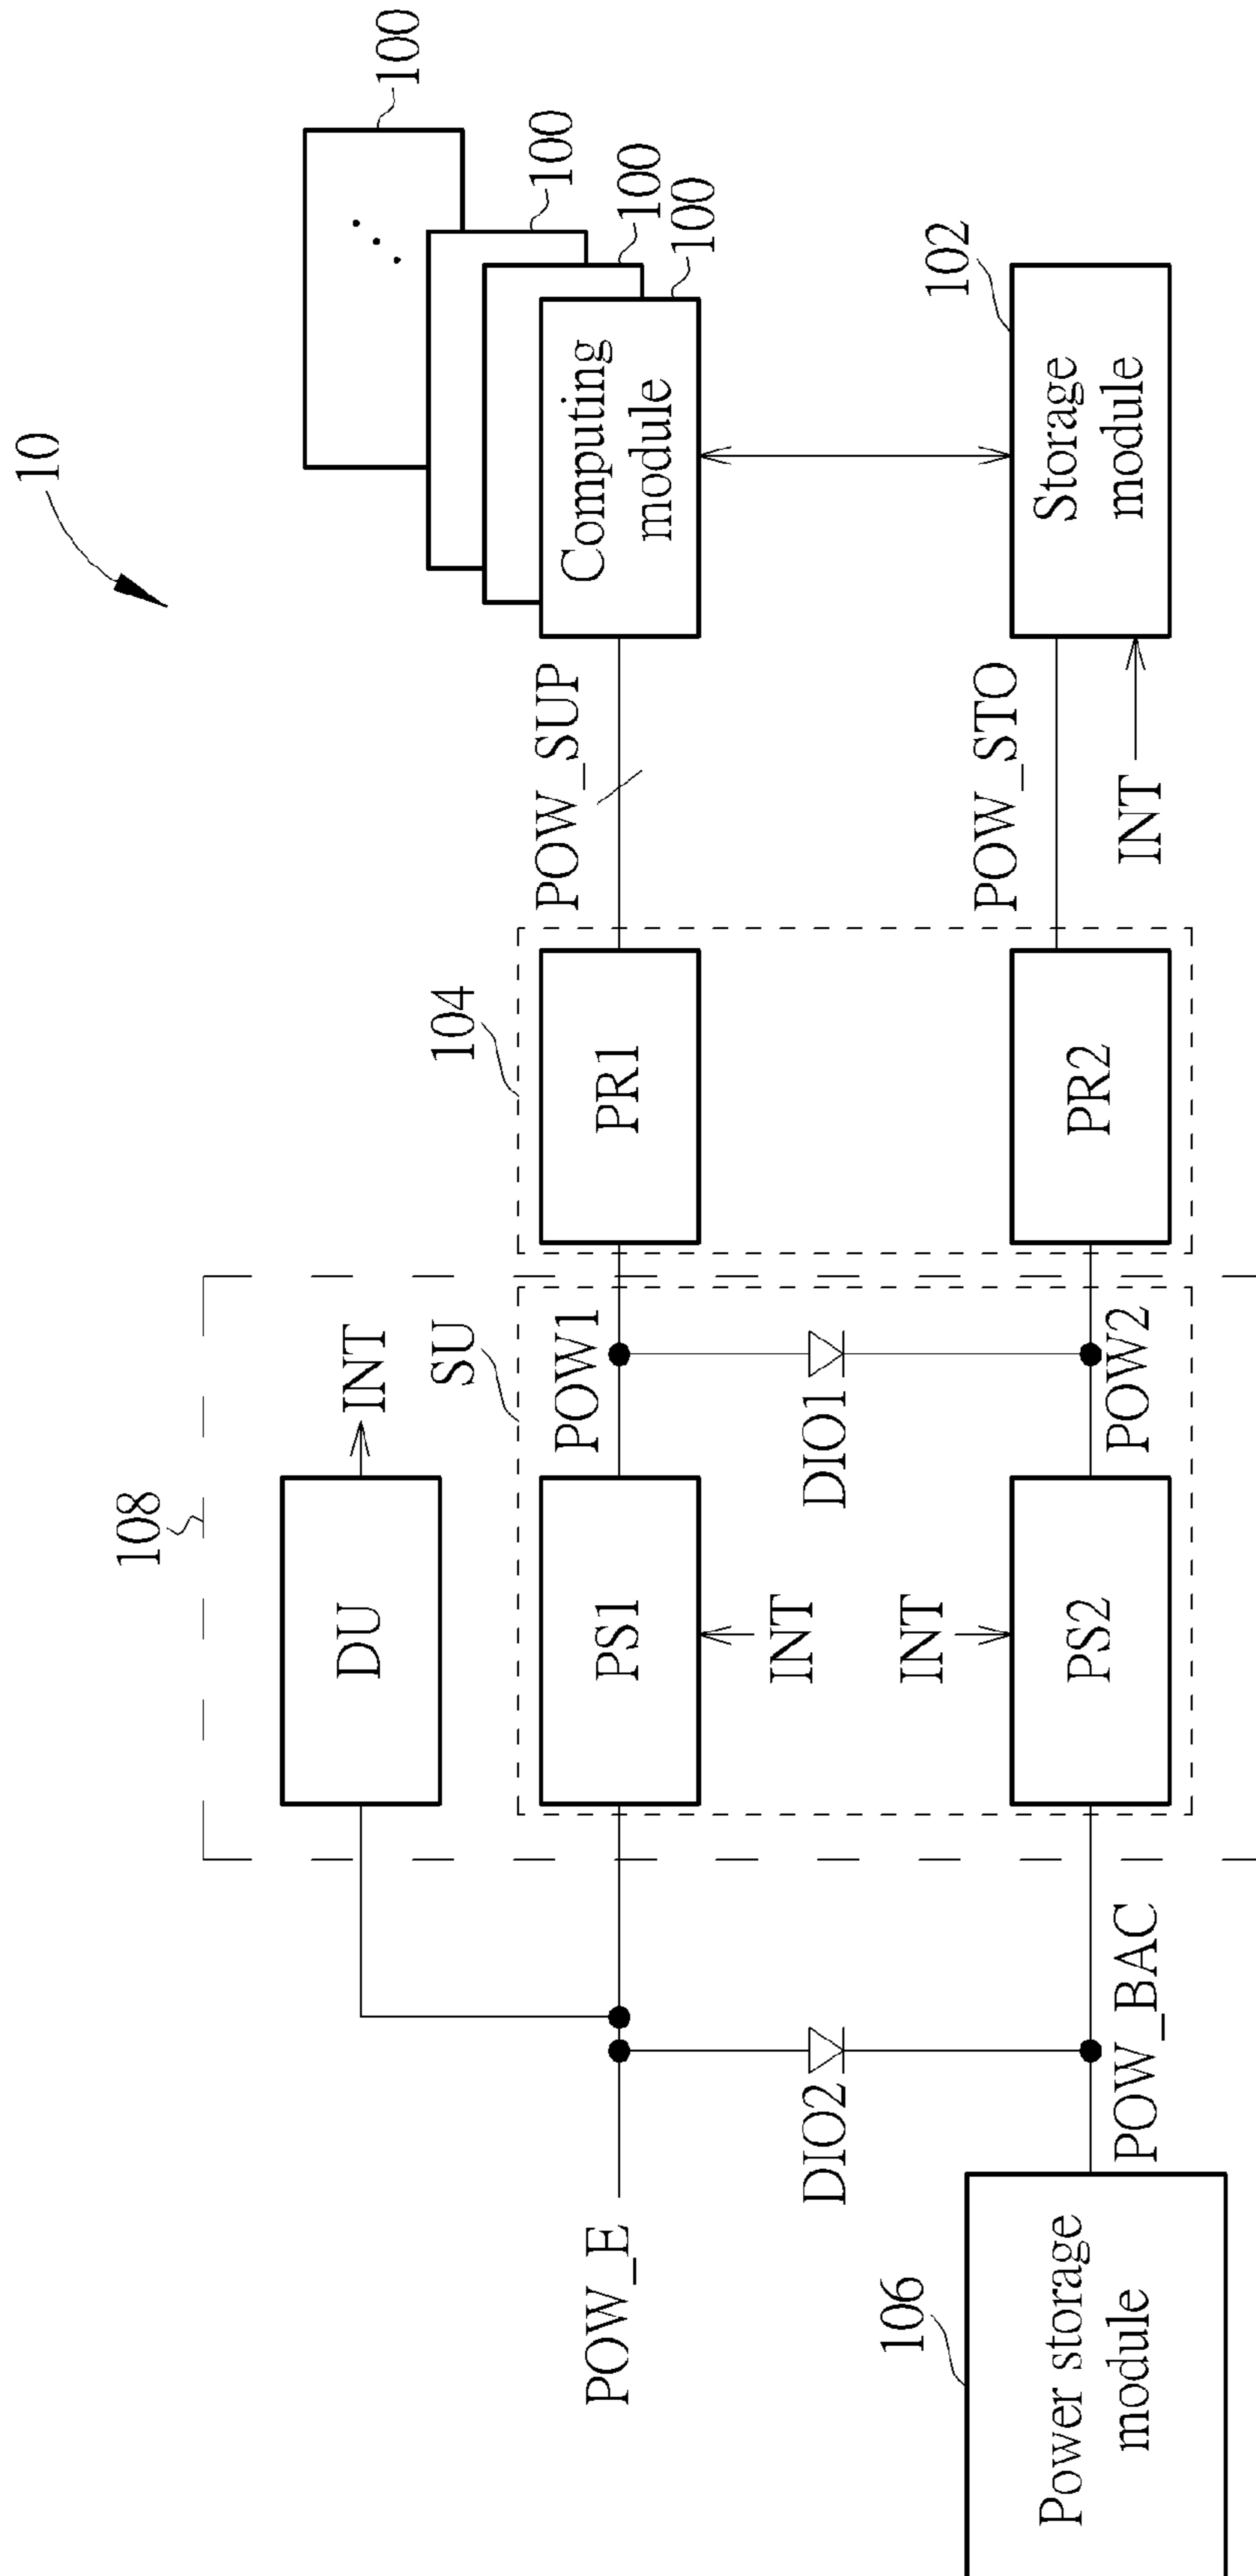 10
100
100
100
100
Computing
module
102
Storage
module
POW_SUP
POW_STO
INT
104
PR1
PR2
108
DU
INT
SU
POW1
POW2
DIO1
PS1
PS2
INT
INT
POW_E
DIO2
POW_BAC
106
Power storage
module